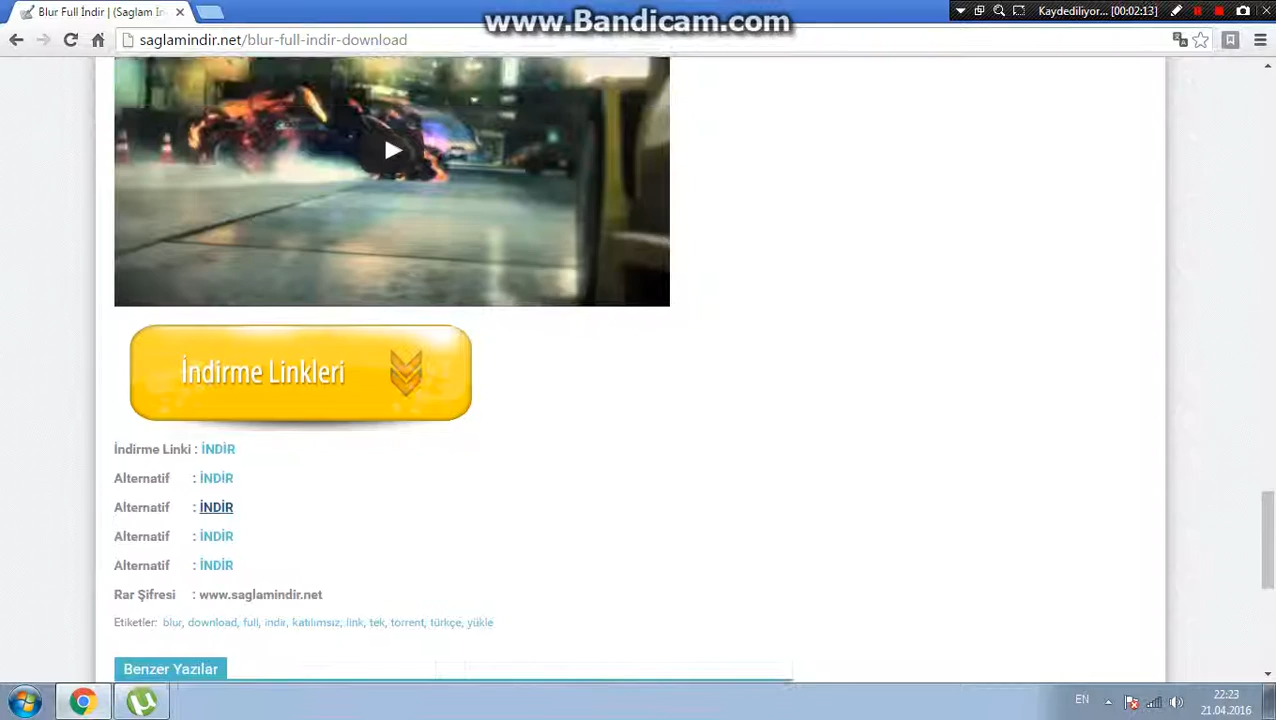 Blur Full İndir | (Saglam In
www.Bandicam.com
Kaydediliyor... [00:02:13]
saglamindir.net/blur-full-indir-download
İndirme Linkleri
İndirme Linki : İNDİR
Alternatif : İNDİR
Alternatif : İNDİR
Alternatif : İNDİR
Alternatif : İNDİR
Rar Şifresi : www.saglamindir.net
Etiketler: blur, download, full, indir, katılımsız, link, tek, torrent, türkçe, yükle
Benzer Yazılar
EN
22:23
21.04.2016